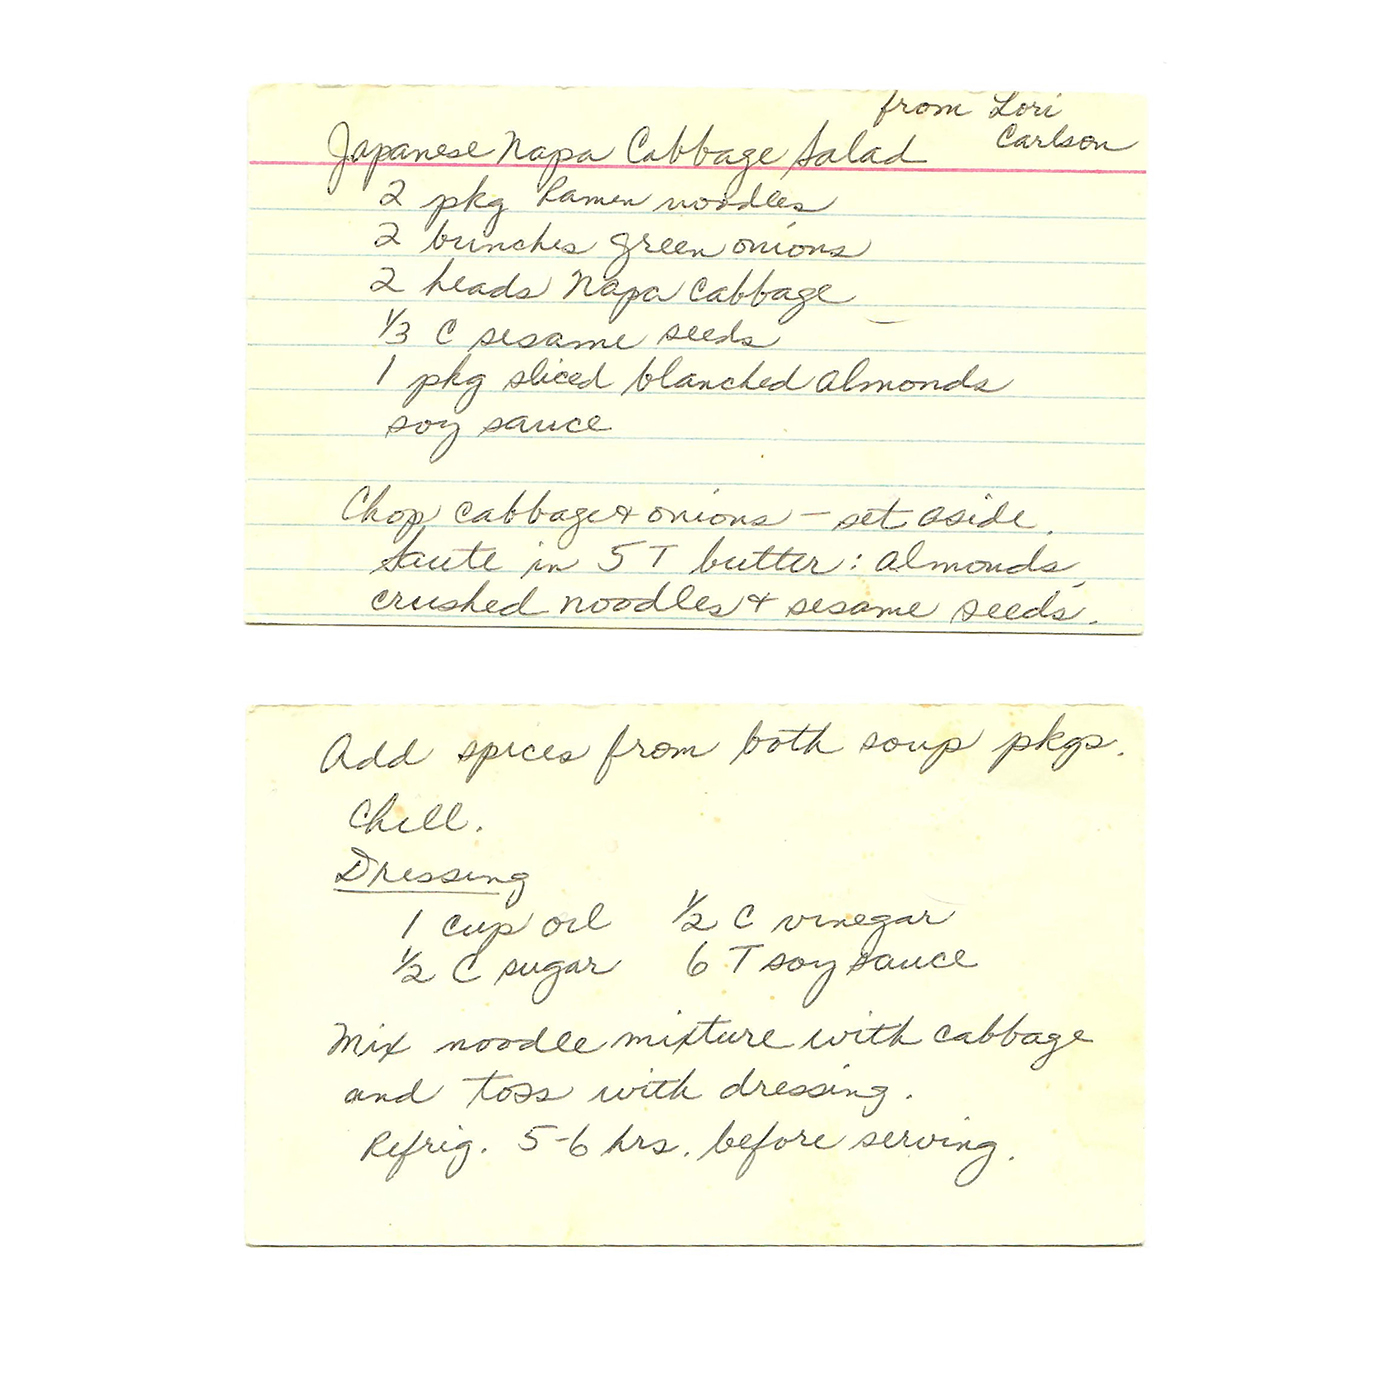 from Lori
Carlson
Japanese Napa Cabbage Salad
2 pkg Ramen noodles
2 bunches green onions
2 heads Napa Cabbage
1/3 C sesame seeds
1 pkg sliced blanched almonds
soy sauce
Chop cabbage & onions - set aside.
Saute in 5 T butter: almonds,
crushed noodles & sesame seeds.
Add spices from both soup pkgs.
Chill.
Dressing
1 cup oil 1/2 C vinegar
1/2 C sugar 6 T soy sauce
Mix noodle mixture with cabbage
and toss with dressing.
Refrig. 5-6 hrs. before serving.